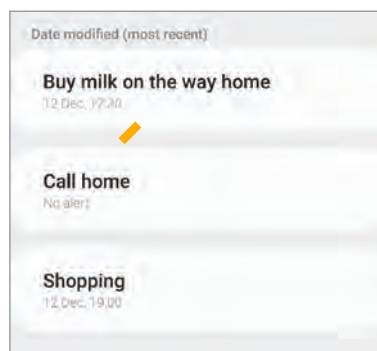 Date modified (most recent)
Buy milk on the way home
12 Dec, 17:30
Call home
No alert
Shopping
12 Dec, 19:00